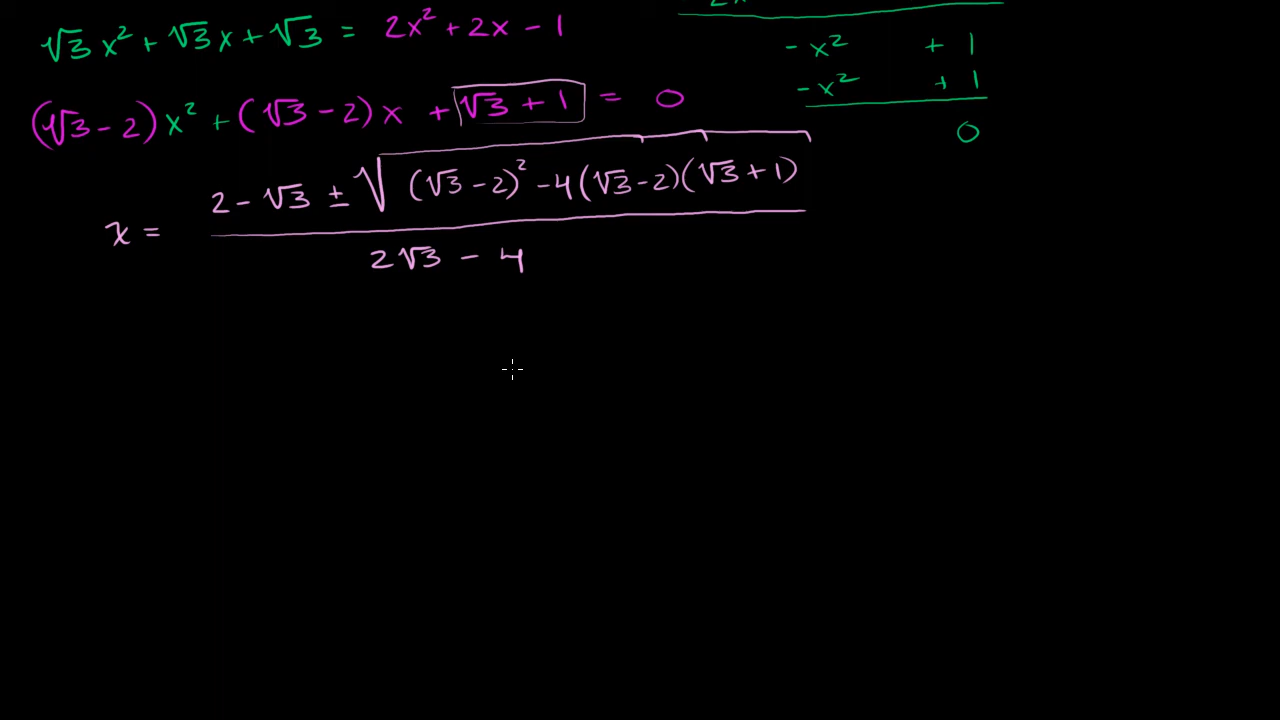 √3 x² + √3 x + √3 = 2x² + 2x − 1
(√3 − 2) x² + (√3 − 2) x + √3 + 1 = 0
x = 2 − √3 ± √((√3 − 2)² − 4(√3 − 2)(√3 + 1))
2√3 − 4
− x² + 1
− x² + 1
0